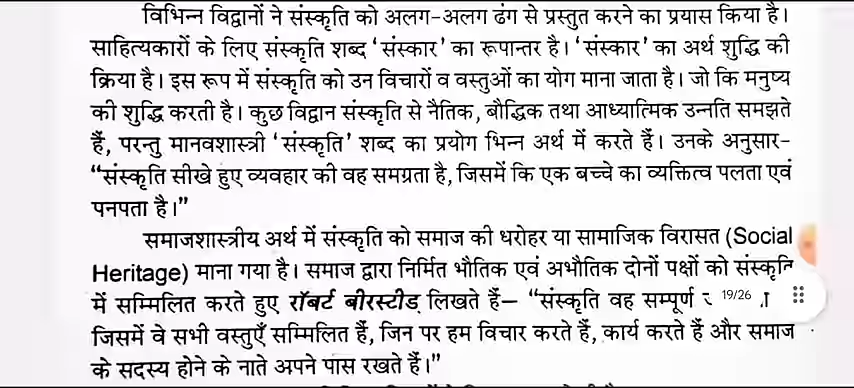 विभिन्न विद्वानों ने संस्कृति को अलग-अलग ढंग से प्रस्तुत करने का प्रयास किया है।
साहित्यकारों के लिए संस्कृति शब्द ‘संस्कार’ का रूपान्तर है। ‘संस्कार’ का अर्थ शुद्धि की
क्रिया है। इस रूप में संस्कृति को उन विचारों व वस्तुओं का योग माना जाता है। जो कि मनुष्य
की शुद्धि करती है। कुछ विद्वान संस्कृति से नैतिक, बौद्धिक तथा आध्यात्मिक उन्नति समझते
हैं, परन्तु मानवशास्त्री ‘संस्कृति’ शब्द का प्रयोग भिन्न अर्थ में करते हैं। उनके अनुसार-
“संस्कृति सीखे हुए व्यवहार की वह समग्रता है, जिसमें कि एक बच्चे का व्यक्तित्व पलता एवं
पनपता है।”
समाजशास्त्रीय अर्थ में संस्कृति को समाज की धरोहर या सामाजिक विरासत (Social
Heritage) माना गया है। समाज द्वारा निर्मित भौतिक एवं अभौतिक दोनों पक्षों को संस्कृति
में सम्मिलित करते हुए रॉबर्ट बीरस्टीड लिखते हैं— “संस्कृति वह सम्पूर्ण 19/26
जिसमें वे सभी वस्तुएँ सम्मिलित हैं, जिन पर हम विचार करते हैं, कार्य करते हैं और समाज
के सदस्य होने के नाते अपने पास रखते हैं।”